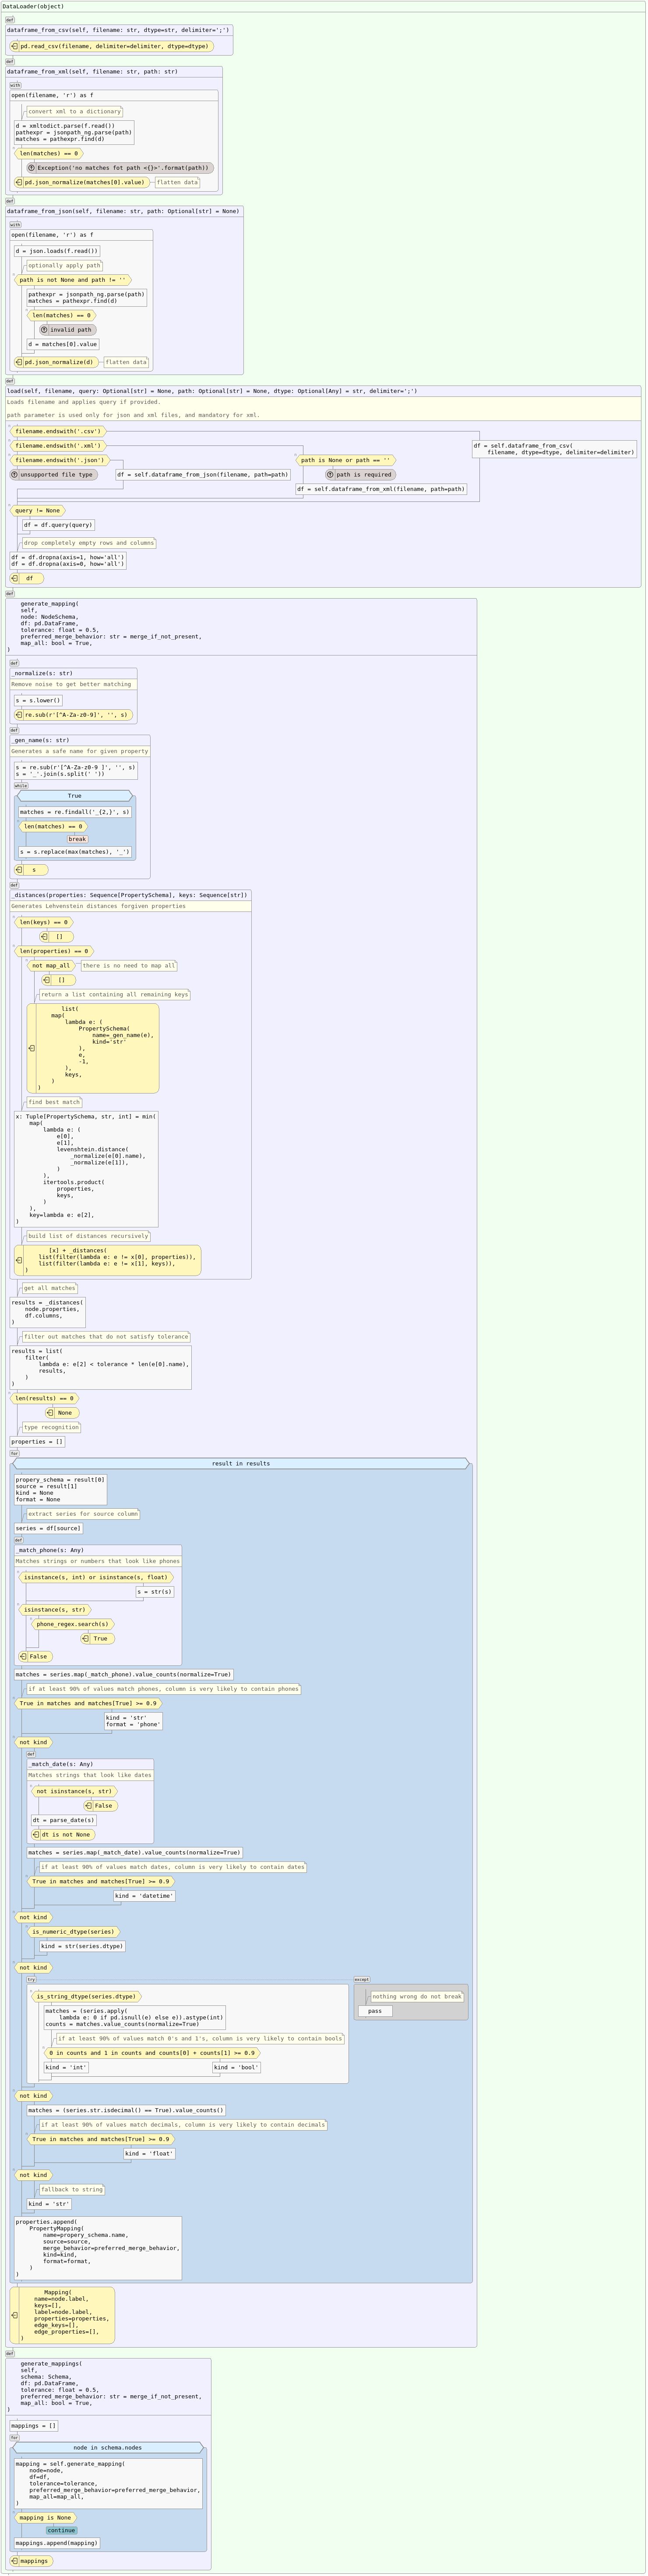 DataLoader(object)
def
dataframe_from_csv(self, filename: str, dtype=str, delimiter=';')
pd.read_csv(filename, delimiter=delimiter, dtype=dtype)
def
dataframe_from_xml(self, filename: str, path: str)
with
open(filename, 'r') as f
convert xml to a dictionary
d = xmltodict.parse(f.read())
pathexpr = jsonpath_ng.parse(path)
matches = pathexpr.find(d)
len(matches) == 0
Exception('no matches fot path <{}>'.format(path))
pd.json_normalize(matches[0].value)
flatten data
def
dataframe_from_json(self, filename: str, path: Optional[str] = None)
with
open(filename, 'r') as f
d = json.loads(f.read())
optionally apply path
path is not None and path != ''
pathexpr = jsonpath_ng.parse(path)
matches = pathexpr.find(d)
len(matches) == 0
invalid path
d = matches[0].value
pd.json_normalize(d)
flatten data
def
load(self, filename, query: Optional[str] = None, path: Optional[str] = None, dtype: Optional[Any] = str, delimiter=';')
Loads filename and applies query if provided.
path parameter is used only for json and xml files, and mandatory for xml.
filename.endswith('.csv')
filename.endswith('.xml')
df = self.dataframe_from_csv(
filename, dtype=dtype, delimiter=delimiter)
filename.endswith('.json')
path is None or path == ''
unsupported file type
df = self.dataframe_from_json(filename, path=path)
path is required
df = self.dataframe_from_xml(filename, path=path)
query != None
df = df.query(query)
drop completely empty rows and columns
df = df.dropna(axis=1, how='all')
df = df.dropna(axis=0, how='all')
df
def
generate_mapping(
self,
node: NodeSchema,
df: pd.DataFrame,
tolerance: float = 0.5,
preferred_merge_behavior: str = merge_if_not_present,
map_all: bool = True,
)
def
_normalize(s: str)
Remove noise to get better matching
s = s.lower()
re.sub(r'[^A-Za-z0-9]', '', s)
def
_gen_name(s: str)
Generates a safe name for given property
s = re.sub(r'[^A-Za-z0-9 ]', '', s)
s = '_'.join(s.split(' '))
while
True
matches = re.findall('_{2,}', s)
len(matches) == 0
break
s = s.replace(max(matches), '_')
s
def
_distances(properties: Sequence[PropertySchema], keys: Sequence[str])
Generates Lehvenstein distances forgiven properties
len(keys) == 0
[]
len(properties) == 0
not map_all
there is no need to map all
[]
return a list containing all remaining keys
list(
map(
lambda e: (
PropertySchema(
name=_gen_name(e),
kind='str'
),
e,
-1,
),
keys,
)
)
find best match
x: Tuple[PropertySchema, str, int] = min(
map(
lambda e: (
e[0],
e[1],
levenshtein.distance(
_normalize(e[0].name),
_normalize(e[1]),
)
),
itertools.product(
properties,
keys,
)
),
key=lambda e: e[2],
)
build list of distances recursively
[x] + _distances(
list(filter(lambda e: e != x[0], properties)),
list(filter(lambda e: e != x[1], keys)),
)
get all matches
results = _distances(
node.properties,
df.columns,
)
filter out matches that do not satisfy tolerance
results = list(
filter(
lambda e: e[2] < tolerance * len(e[0].name),
results,
)
)
len(results) == 0
None
type recognition
properties = []
for
result in results
propery_schema = result[0]
source = result[1]
kind = None
format = None
extract series for source column
series = df[source]
def
_match_phone(s: Any)
Matches strings or numbers that look like phones
isinstance(s, int) or isinstance(s, float)
s = str(s)
isinstance(s, str)
phone_regex.search(s)
True
False
matches = series.map(_match_phone).value_counts(normalize=True)
if at least 90% of values match phones, column is very likely to contain phones
True in matches and matches[True] >= 0.9
kind = 'str'
format = 'phone'
not kind
def
_match_date(s: Any)
Matches strings that look like dates
not isinstance(s, str)
False
dt = parse_date(s)
dt is not None
matches = series.map(_match_date).value_counts(normalize=True)
if at least 90% of values match dates, column is very likely to contain dates
True in matches and matches[True] >= 0.9
kind = 'datetime'
not kind
is_numeric_dtype(series)
kind = str(series.dtype)
not kind
try
except
is_string_dtype(series.dtype)
nothing wrong do not break
pass
matches = (series.apply(
lambda e: 0 if pd.isnull(e) else e)).astype(int)
counts = matches.value_counts(normalize=True)
if at least 90% of values match 0's and 1's, column is very likely to contain bools
0 in counts and 1 in counts and counts[0] + counts[1] >= 0.9
kind = 'int'
kind = 'bool'
not kind
matches = (series.str.isdecimal() == True).value_counts()
if at least 90% of values match decimals, column is very likely to contain decimals
True in matches and matches[True] >= 0.9
kind = 'float'
not kind
fallback to string
kind = 'str'
properties.append(
PropertyMapping(
name=propery_schema.name,
source=source,
merge_behavior=preferred_merge_behavior,
kind=kind,
format=format,
)
)
Mapping(
name=node.label,
keys=[],
label=node.label,
properties=properties,
edge_keys=[],
edge_properties=[],
)
def
generate_mappings(
self,
schema: Schema,
df: pd.DataFrame,
tolerance: float = 0.5,
preferred_merge_behavior: str = merge_if_not_present,
map_all: bool = True,
)
mappings = []
for
node in schema.nodes
mapping = self.generate_mapping(
node=node,
df=df,
tolerance=tolerance,
preferred_merge_behavior=preferred_merge_behavior,
map_all=map_all,
)
mapping is None
continue
mappings.append(mapping)
mappings